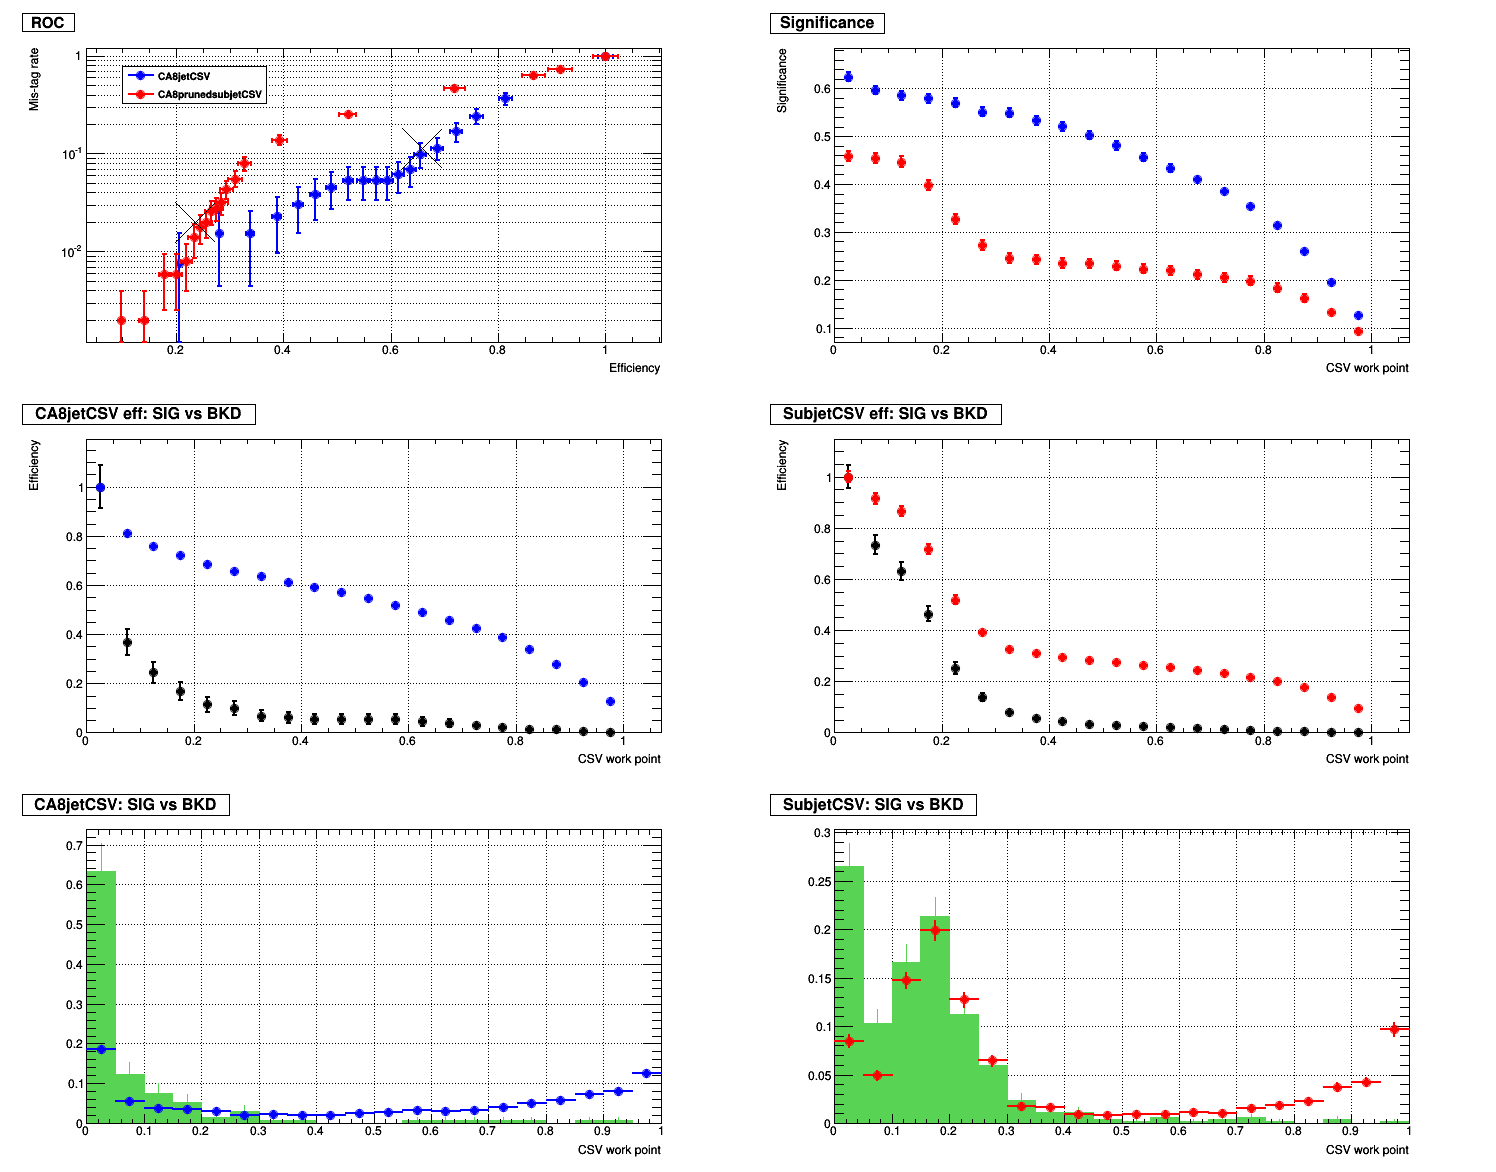 ROC
Mis-tag rate
1
10-1
10-2
CA8jetCSV
CA8prunedsubjetCSV
0.2 0.4 0.6 0.8 1
Efficiency
Significance
Significance
0.6
0.5
0.4
0.3
0.2
0.1
0 0.2 0.4 0.6 0.8 1
CSV work point
CA8jetCSV eff: SIG vs BKD
Efficiency
1
0.8
0.6
0.4
0.2
0
0 0.2 0.4 0.6 0.8 1
CSV work point
SubjetCSV eff: SIG vs BKD
Efficiency
1
0.8
0.6
0.4
0.2
0
0 0.2 0.4 0.6 0.8 1
CSV work point
CA8jetCSV: SIG vs BKD
0.7
0.6
0.5
0.4
0.3
0.2
0.1
0
0 0.1 0.2 0.3 0.4 0.5 0.6 0.7 0.8 0.9 1
CSV work point
SubjetCSV: SIG vs BKD
0.3
0.25
0.2
0.15
0.1
0.05
0
0 0.1 0.2 0.3 0.4 0.5 0.6 0.7 0.8 0.9 1
CSV work point